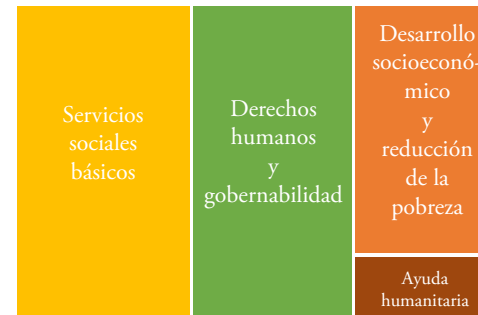 Servicios
sociales
básicos
Derechos
humanos
y
gobernabilidad
Desarrollo
socioeconó-
mico
y
reducción
de la
pobreza
Ayuda
humanitaria